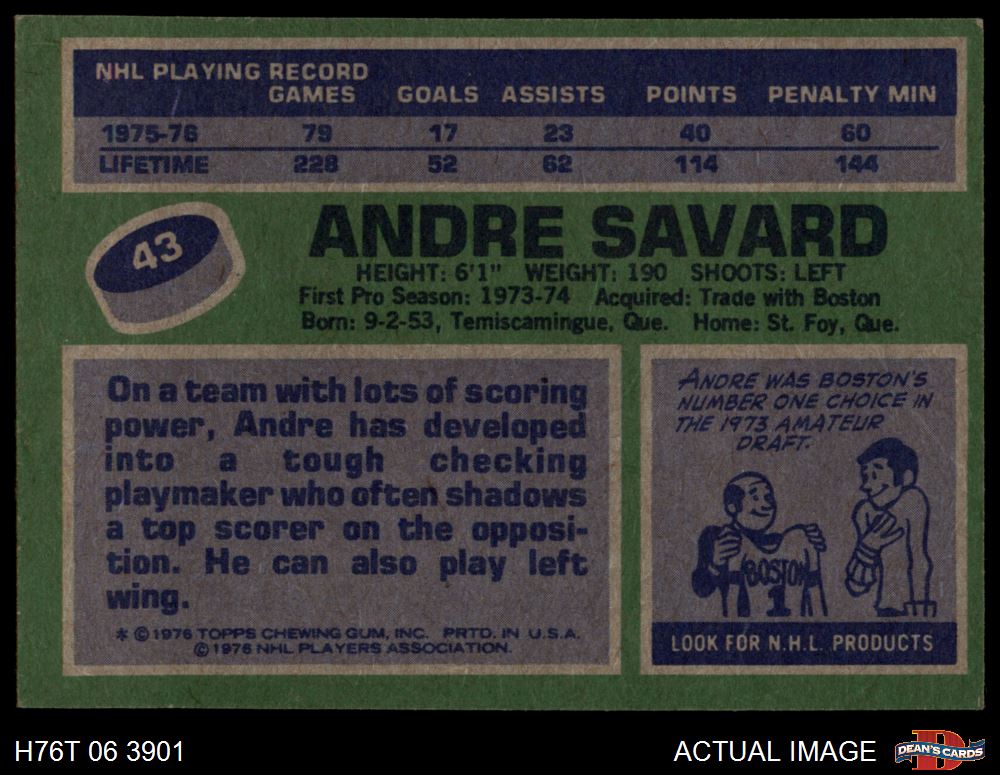 NHL PLAYING RECORD
GAMES GOALS ASSISTS POINTS PENALTY MIN
1975-76 79 17 23 40 60
LIFETIME 228 52 62 114 144
43
ANDRE SAVARD
HEIGHT: 6'1" WEIGHT: 190 SHOOTS: LEFT
First Pro Season: 1973-74 Acquired: Trade with Boston
Born: 9-2-53, Temiscamingue, Que. Home: St. Foy, Que.
On a team with lots of scoring
power, Andre has developed
into a tough checking
playmaker who often shadows
a top scorer on the opposi-
tion. He can also play left
wing.
* © 1976 TOPPS CHEWING GUM, INC. PRTD. IN U.S.A.
© 1976 NHL PLAYERS ASSOCIATION.
ANDRE WAS BOSTON'S
NUMBER ONE CHOICE IN
THE 1973 AMATEUR
DRAFT.
BOSTON
1
LOOK FOR N.H.L. PRODUCTS
H76T 06 3901
ACTUAL IMAGE
D
DEAN'S CARDS